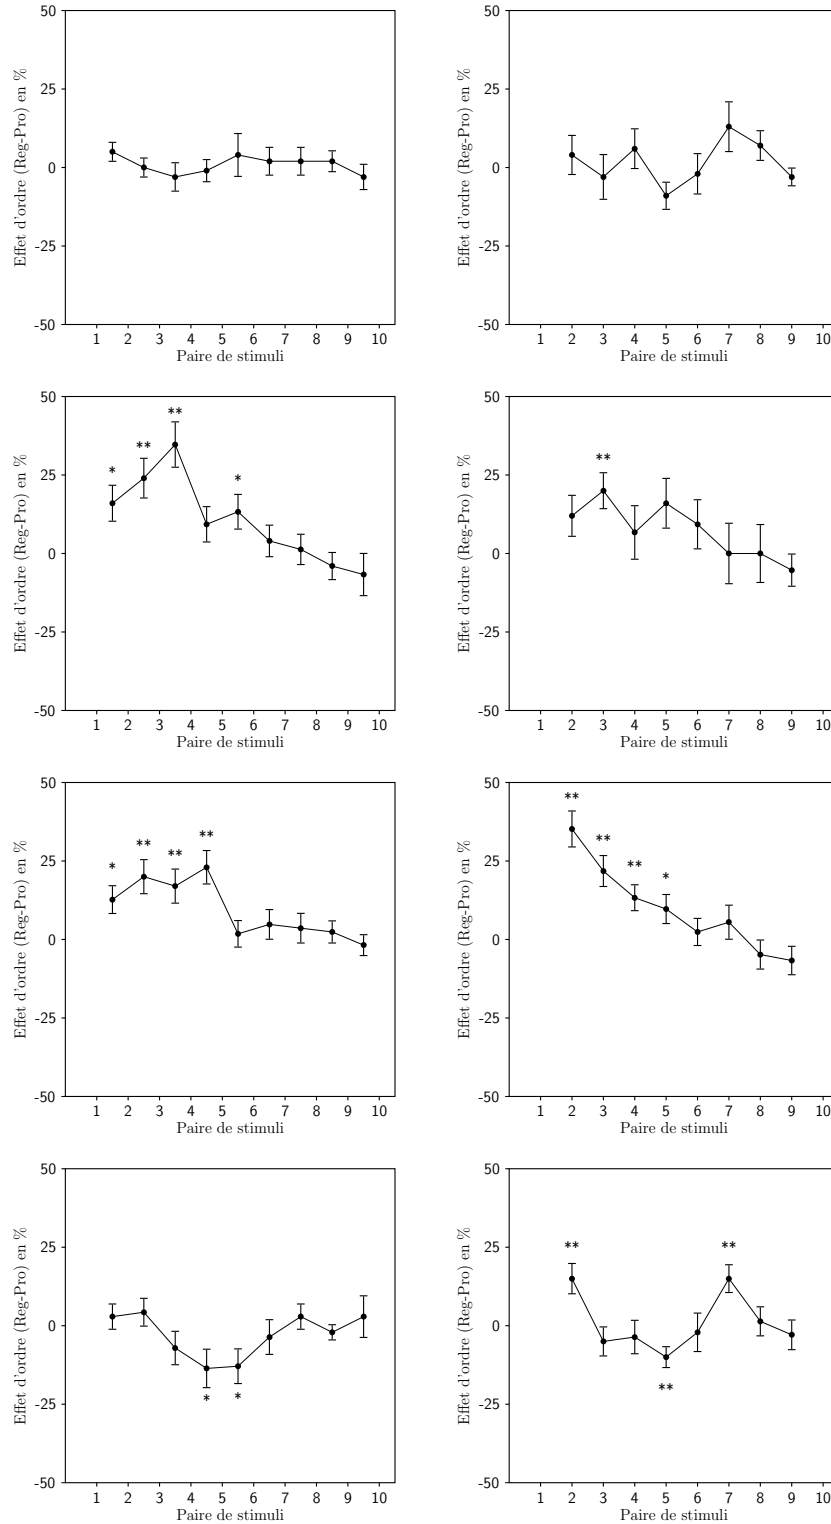 50
25
0
-25
-50
Effet d'ordre (Reg-Pro) en %
1 2 3 4 5 6 7 8 9 10
Paire de stimuli
50
25
0
-25
-50
Effet d'ordre (Reg-Pro) en %
1 2 3 4 5 6 7 8 9 10
Paire de stimuli
50
25
0
-25
-50
Effet d'ordre (Reg-Pro) en %
* ** ** *
1 2 3 4 5 6 7 8 9 10
Paire de stimuli
50
25
0
-25
-50
Effet d'ordre (Reg-Pro) en %
**
1 2 3 4 5 6 7 8 9 10
Paire de stimuli
50
25
0
-25
-50
Effet d'ordre (Reg-Pro) en %
* ** ** **
1 2 3 4 5 6 7 8 9 10
Paire de stimuli
50
25
0
-25
-50
Effet d'ordre (Reg-Pro) en %
** ** ** *
1 2 3 4 5 6 7 8 9 10
Paire de stimuli
50
25
0
-25
-50
Effet d'ordre (Reg-Pro) en %
* *
1 2 3 4 5 6 7 8 9 10
Paire de stimuli
50
25
0
-25
-50
Effet d'ordre (Reg-Pro) en %
** **
**
1 2 3 4 5 6 7 8 9 10
Paire de stimuli